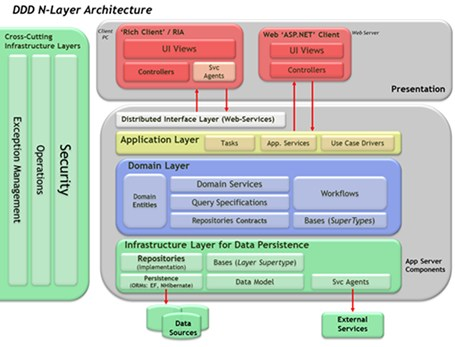 DDD N-Layer Architecture
Cross-Cutting
Infrastructure Layers
Exception Management
Operations
Security
Client
PC
'Rich Client' / RIA
UI Views
Controllers
Svc
Agents
Web 'ASP.NET' Client
UI Views
Controllers
Web Server
Presentation
Distributed Interface Layer (Web-Services)
Application Layer
Tasks
App. Services
Use Case Drivers
Domain Layer
Domain
Entities
Domain Services
Query Specifications
Repositories Contracts
Workflows
Bases (SuperTypes)
Infrastructure Layer for Data Persistence
Repositories
(Implementation)
Bases (Layer Supertype)
Persistence
(ORMs: EF, NHibernate)
Data Model
Svc Agents
App Server
Components
Data
Sources
External
Services